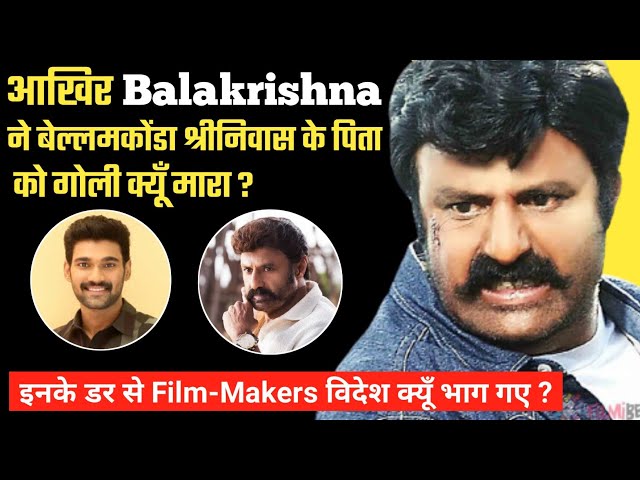 आखिर Balakrishna
ने बेल्लमकोंडा श्रीनिवास के पिता
को गोली क्यूँ मारा ?
इनके डर से Film-Makers विदेश क्यूँ भाग गए ?